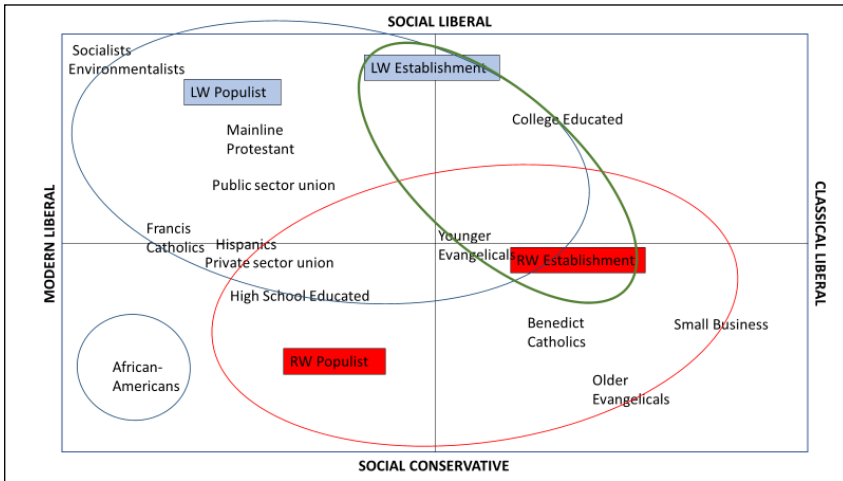 SOCIAL LIBERAL
Socialists
Environmentalists
LW Establishment
LW Populist
College Educated
Mainline
Protestant
Public sector union
MODERN LIBERAL
CLASSICAL LIBERAL
Francis
Catholics
Hispanics
Private sector union
Younger
Evangelicals
RW Establishment
High School Educated
Benedict
Catholics
Small Business
RW Populist
African-
Americans
Older
Evangelicals
SOCIAL CONSERVATIVE